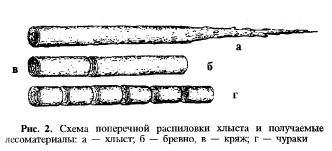 а
в
б
г
Рис. 2. Схема поперечной распиловки хлыста и получаемые
лесоматериалы: а — хлыст; б — бревно, в — кряж; г — чураки